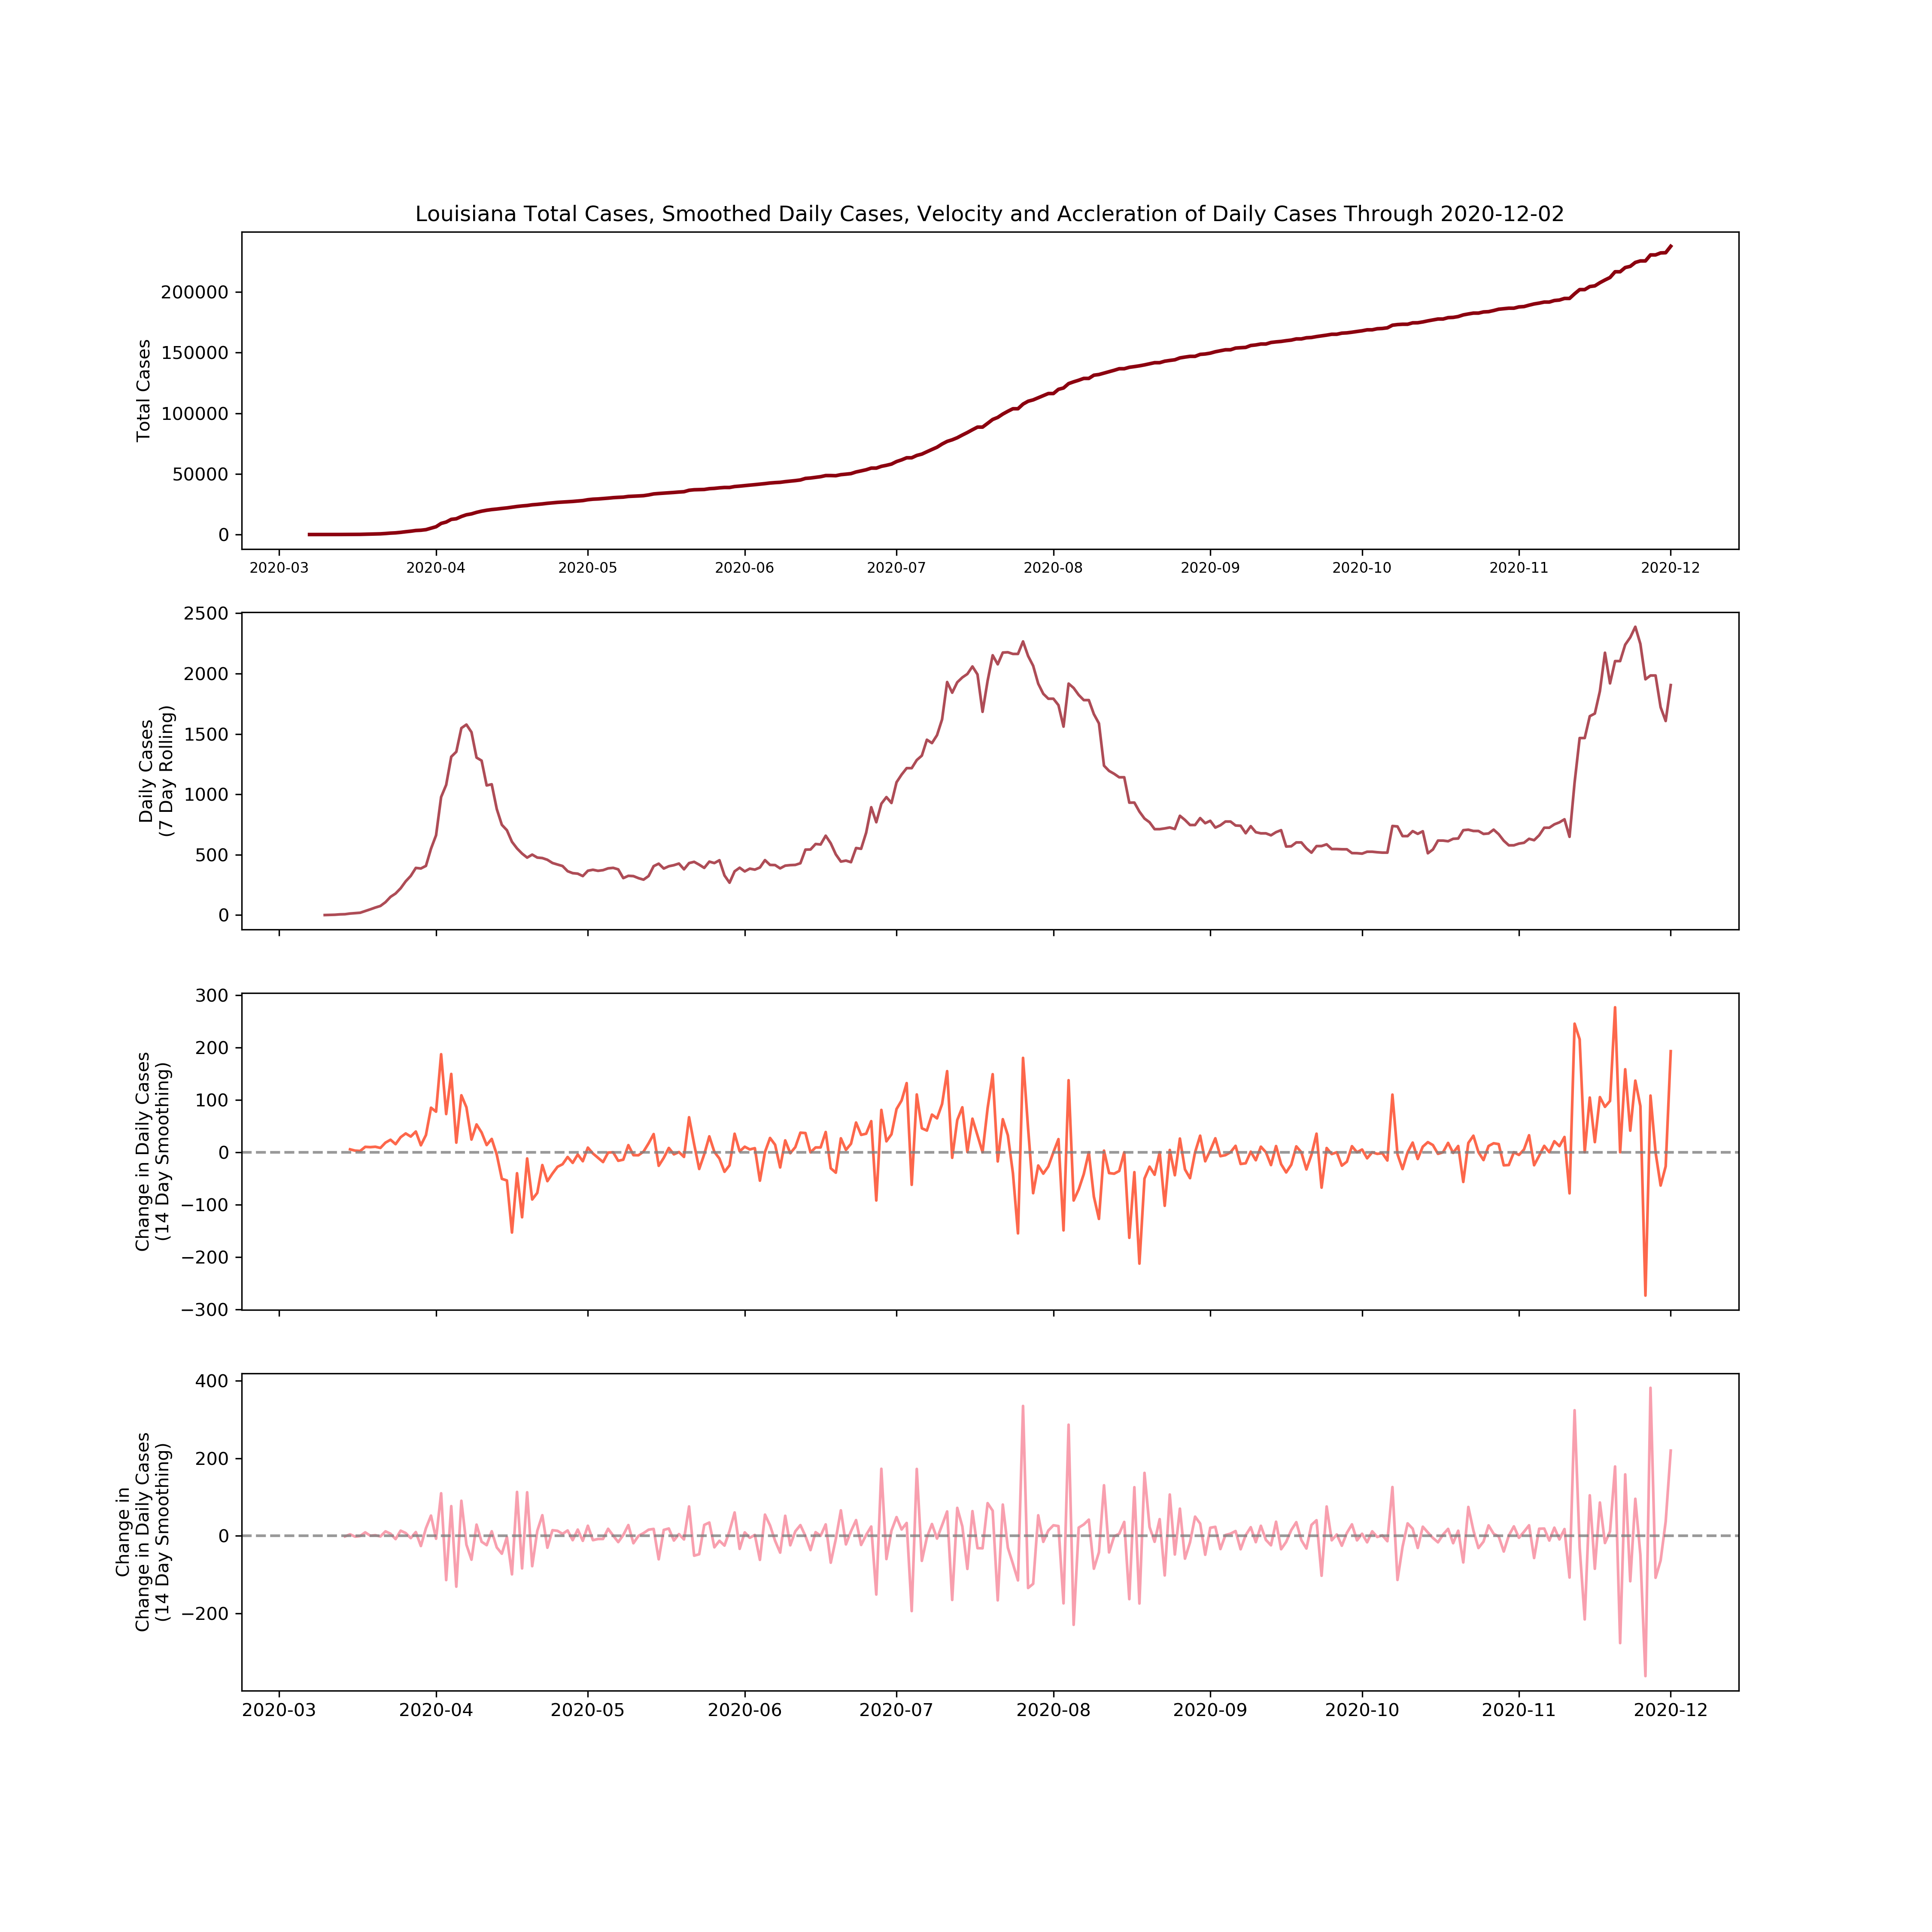 Louisiana Total Cases, Smoothed Daily Cases, Velocity and Accleration of Daily Cases Through 2020-12-02
Total Cases
200000
150000
100000
50000
0
2020-03 2020-04 2020-05 2020-06 2020-07 2020-08 2020-09 2020-10 2020-11 2020-12
Daily Cases
(7 Day Rolling)
2500
2000
1500
1000
500
0
Change in Daily Cases
(14 Day Smoothing)
300
200
100
0
−100
−200
−300
Change in
Change in Daily Cases
(14 Day Smoothing)
400
200
0
−200
2020-03 2020-04 2020-05 2020-06 2020-07 2020-08 2020-09 2020-10 2020-11 2020-12